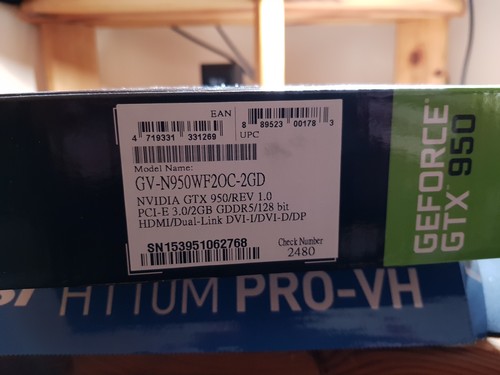 EAN
4 719331 331269
8 89523 00178 3
UPC
Model Name:
GV-N950WF2OC-2GD
NVIDIA GTX 950/REV 1.0
PCI-E 3.0/2GB GDDR5/128 bit
HDMI/Dual-Link DVI-I/DVI-D/DP
SN153951062768
Check Number
2480
GEFORCE
GTX 950
PRO-VH